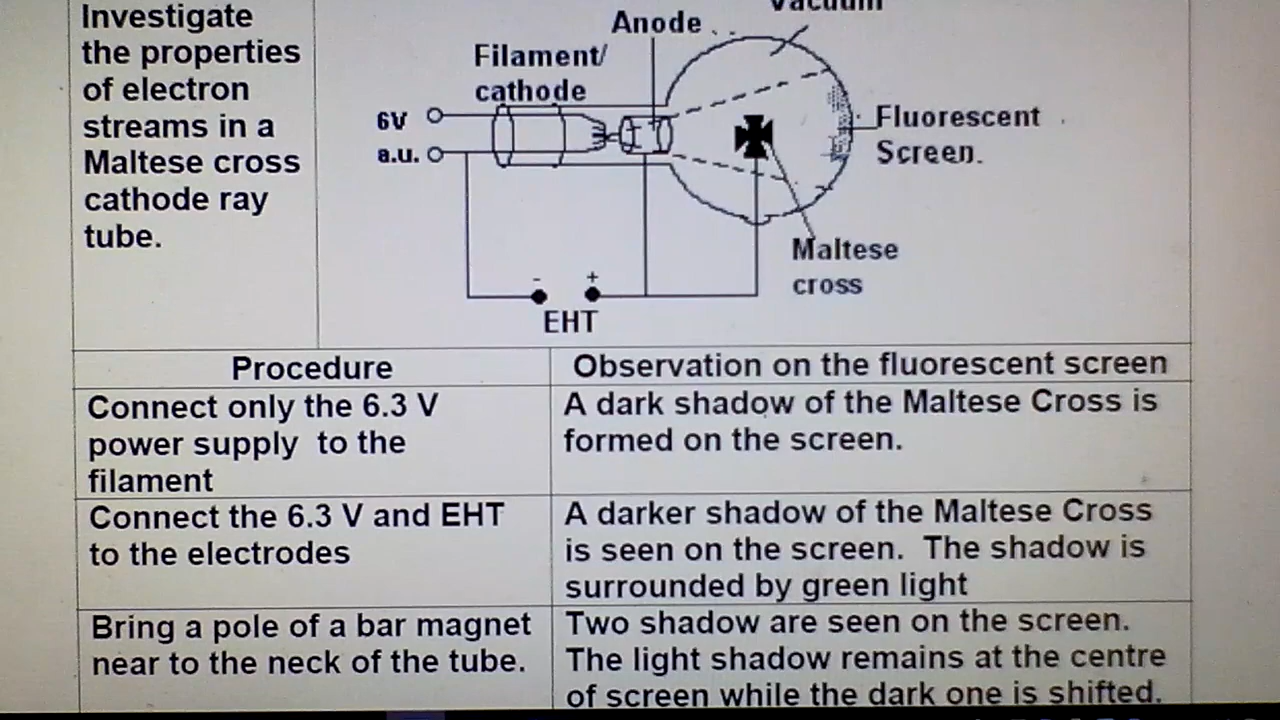 Investigate
the properties
of electron
streams in a
Maltese cross
cathode ray
tube.
Vacuum
Anode
Filament/
cathode
6V
a.u.
Fluorescent
Screen.
Maltese
cross
- +
EHT
Procedure
Observation on the fluorescent screen
Connect only the 6.3 V
power supply to the
filament
A dark shadow of the Maltese Cross is
formed on the screen.
Connect the 6.3 V and EHT
to the electrodes
A darker shadow of the Maltese Cross
is seen on the screen. The shadow is
surrounded by green light
Bring a pole of a bar magnet
near to the neck of the tube.
Two shadow are seen on the screen.
The light shadow remains at the centre
of screen while the dark one is shifted.